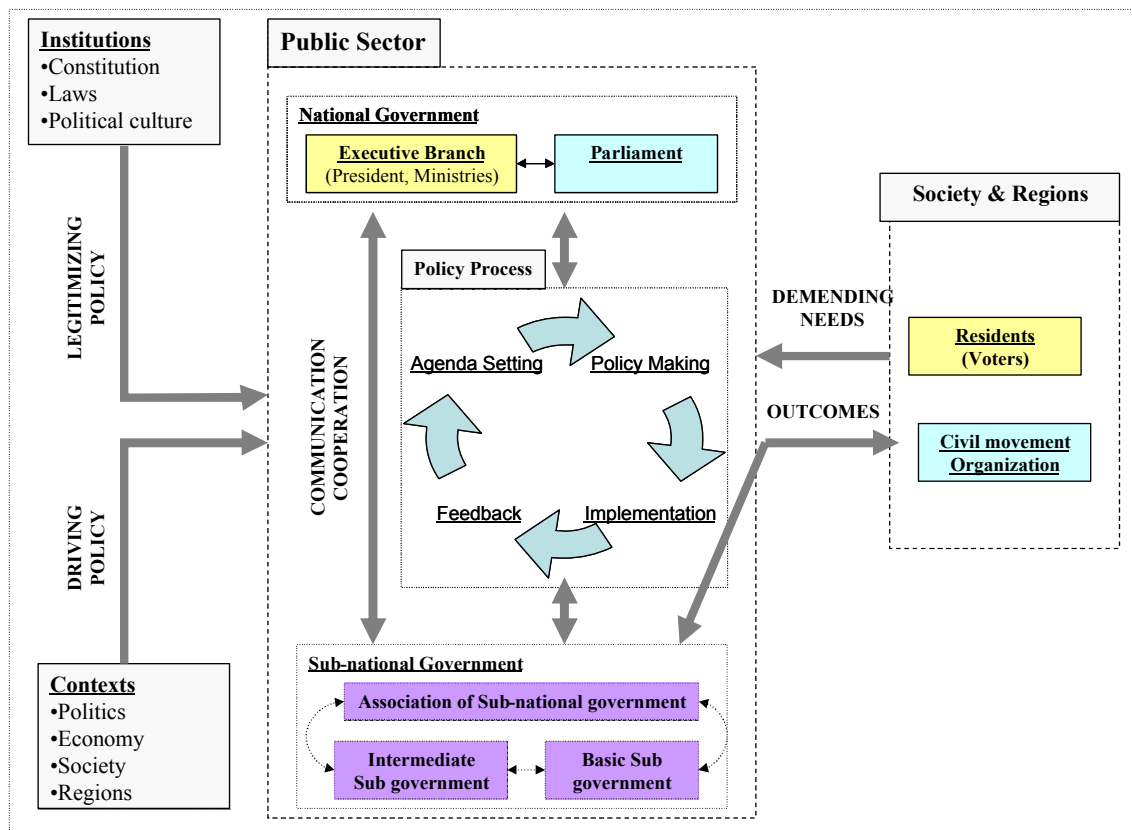 Institutions
•Constitution
•Laws
•Political culture
Public Sector
National Government
Executive Branch
(President, Ministries)
Parliament
Society & Regions
LEGITIMIZING
POLICY
Policy Process
COMMUNICATION
COOPERATION
Agenda Setting
Policy Making
Feedback
Implementation
DEMENDING
NEEDS
Residents
(Voters)
OUTCOMES
Civil movement
Organization
DRIVING
POLICY
Contexts
•Politics
•Economy
•Society
•Regions
Sub-national Government
Association of Sub-national government
Intermediate
Sub government
Basic Sub
government